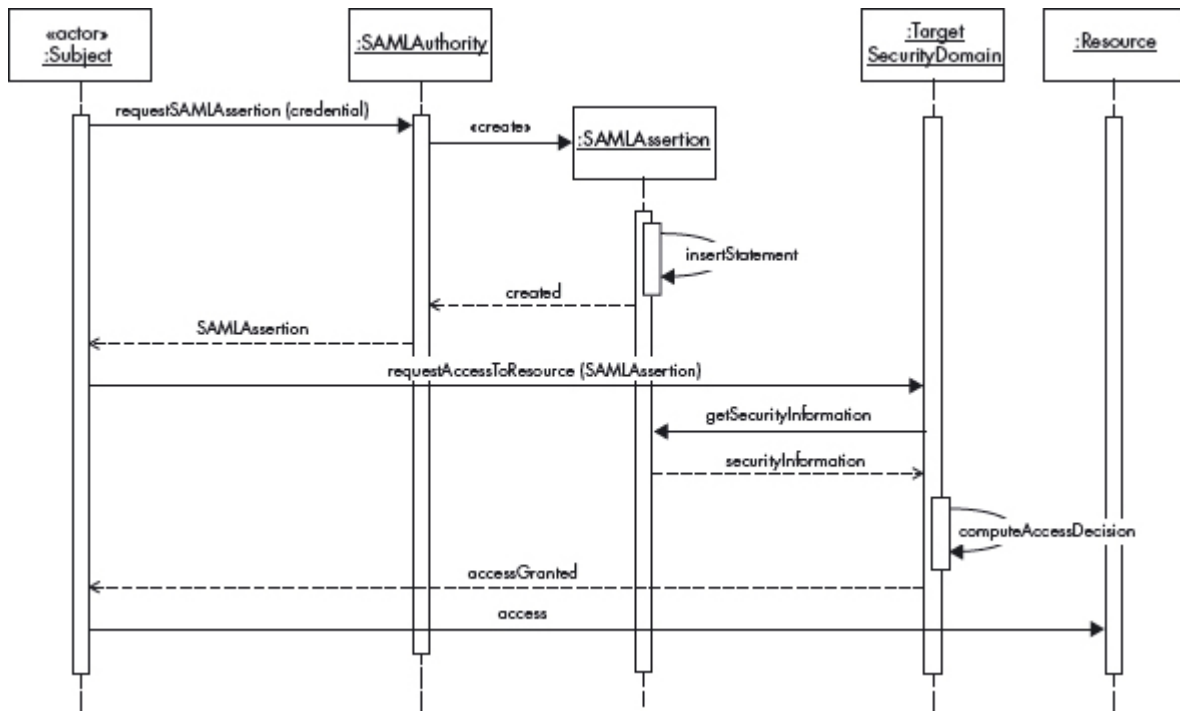 «actor»
:Subject
:SAMLAuthority
:Target
SecurityDomain
:Resource
requestSAMLAssertion (credential)
«create»
:SAMLAssertion
insertStatement
created
SAMLAssertion
requestAccessToResource (SAMLAssertion)
getSecurityInformation
securityInformation
computeAccessDecision
accessGranted
access